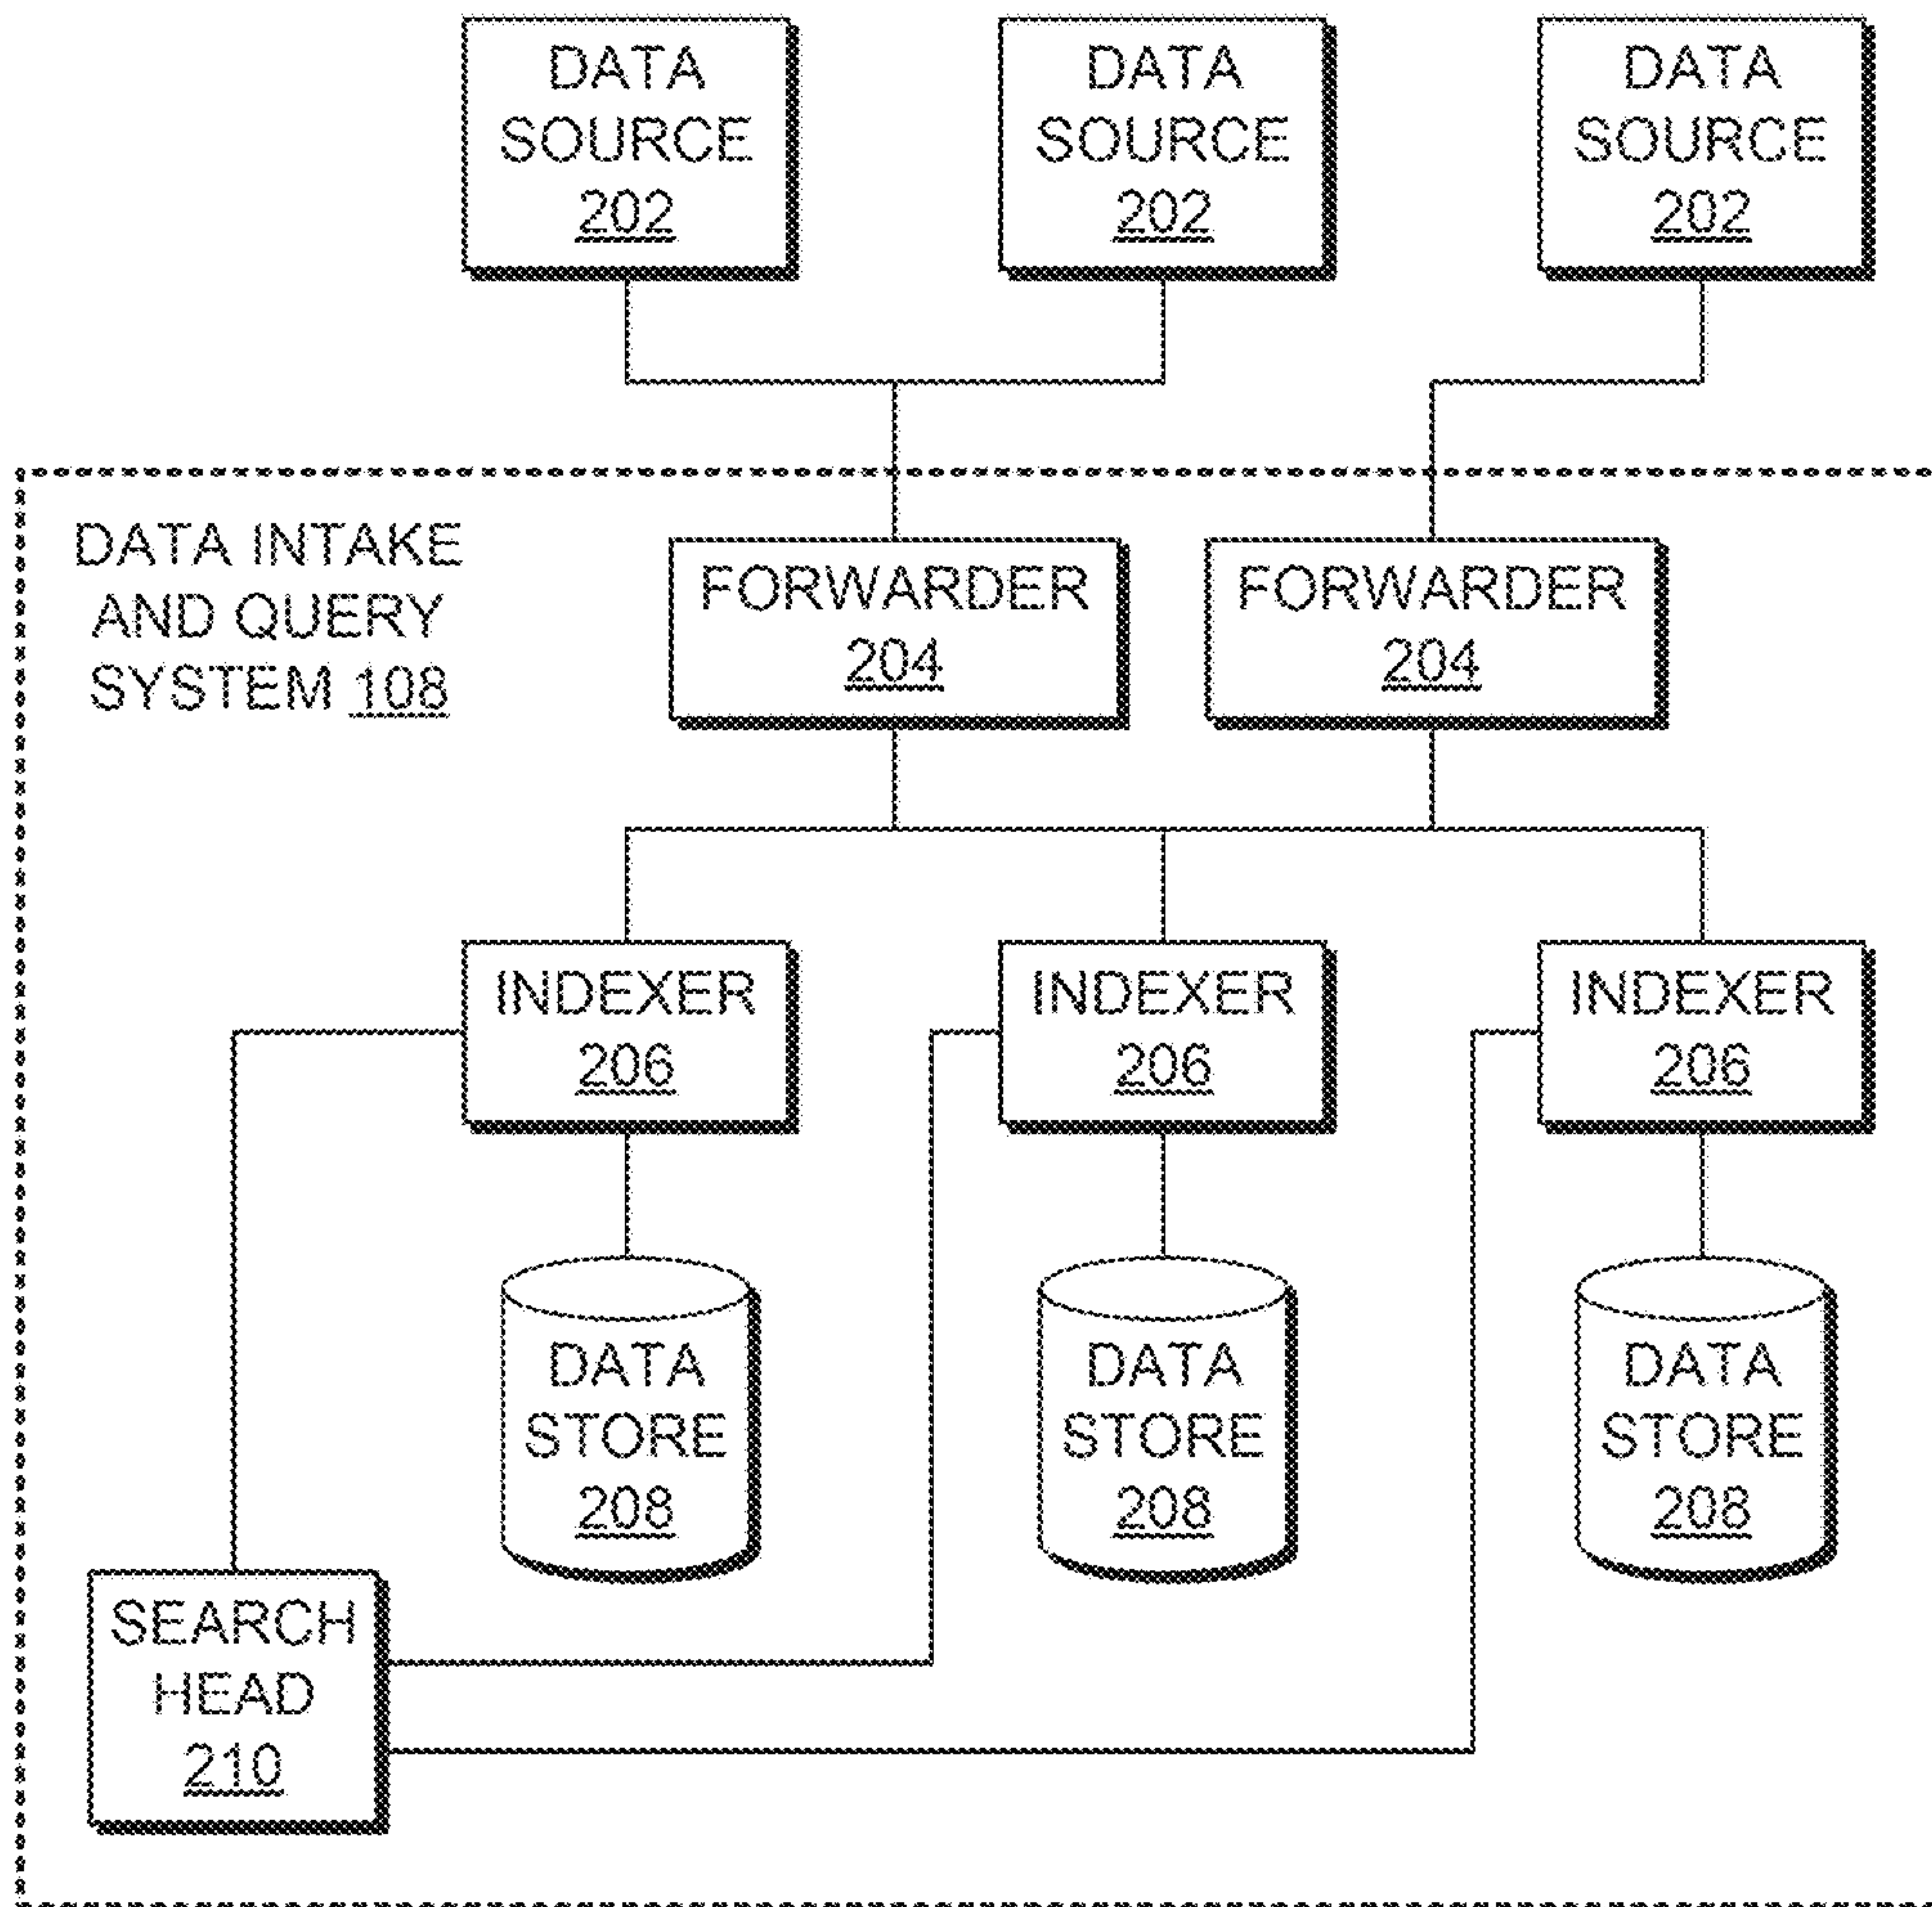 DATA
SOURCE
202
DATA
SOURCE
202
DATA
SOURCE
202
DATA INTAKE
AND QUERY
SYSTEM 108
FORWARDER
204
FORWARDER
204
INDEXER
206
INDEXER
206
INDEXER
206
DATA
STORE
208
DATA
STORE
208
DATA
STORE
208
SEARCH
HEAD
210